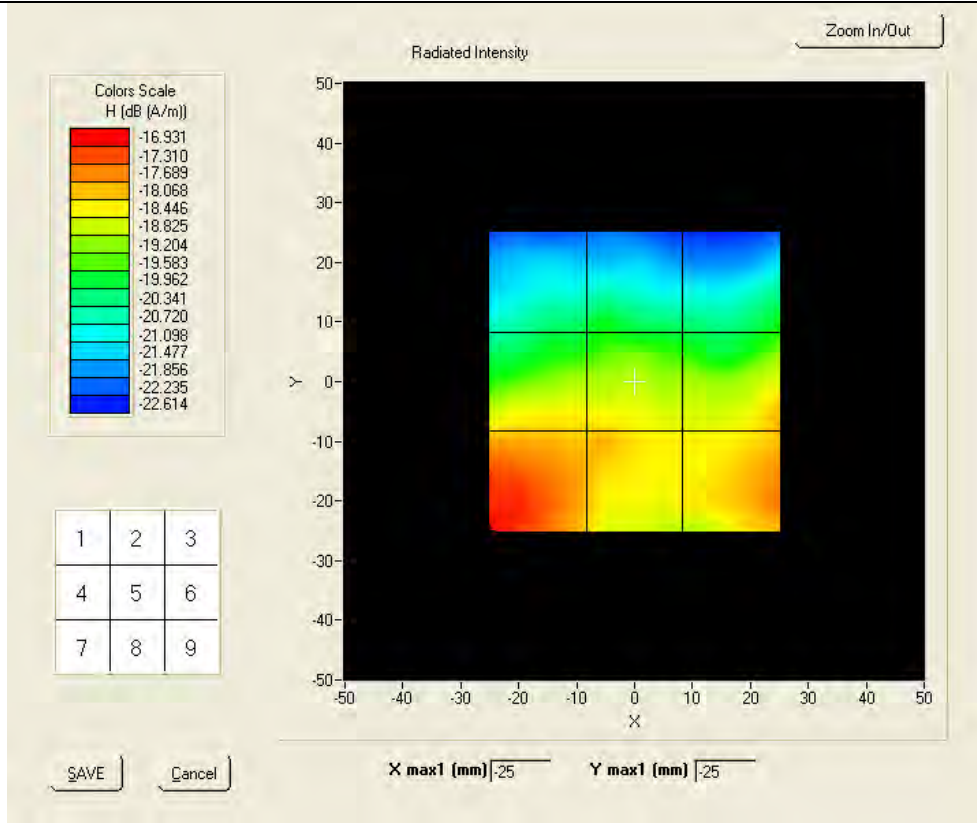 Zoom In/Out
Radiated Intensity
Colors Scale
H (dB (A/m))
-16.931
-17.310
-17.689
-18.068
-18.446
-18.825
-19.204
-19.583
-19.962
-20.341
-20.720
-21.098
-21.477
-21.856
-22.235
-22.614
50-
40-
30-
20-
10-
0-
-10-
-20-
-30-
-40-
-50-
Y
-50 -40 -30 -20 -10 0 10 20 30 40 50
X
1 2 3
4 5 6
7 8 9
SAVE Cancel
X max1 (mm) -25 Y max1 (mm) -25